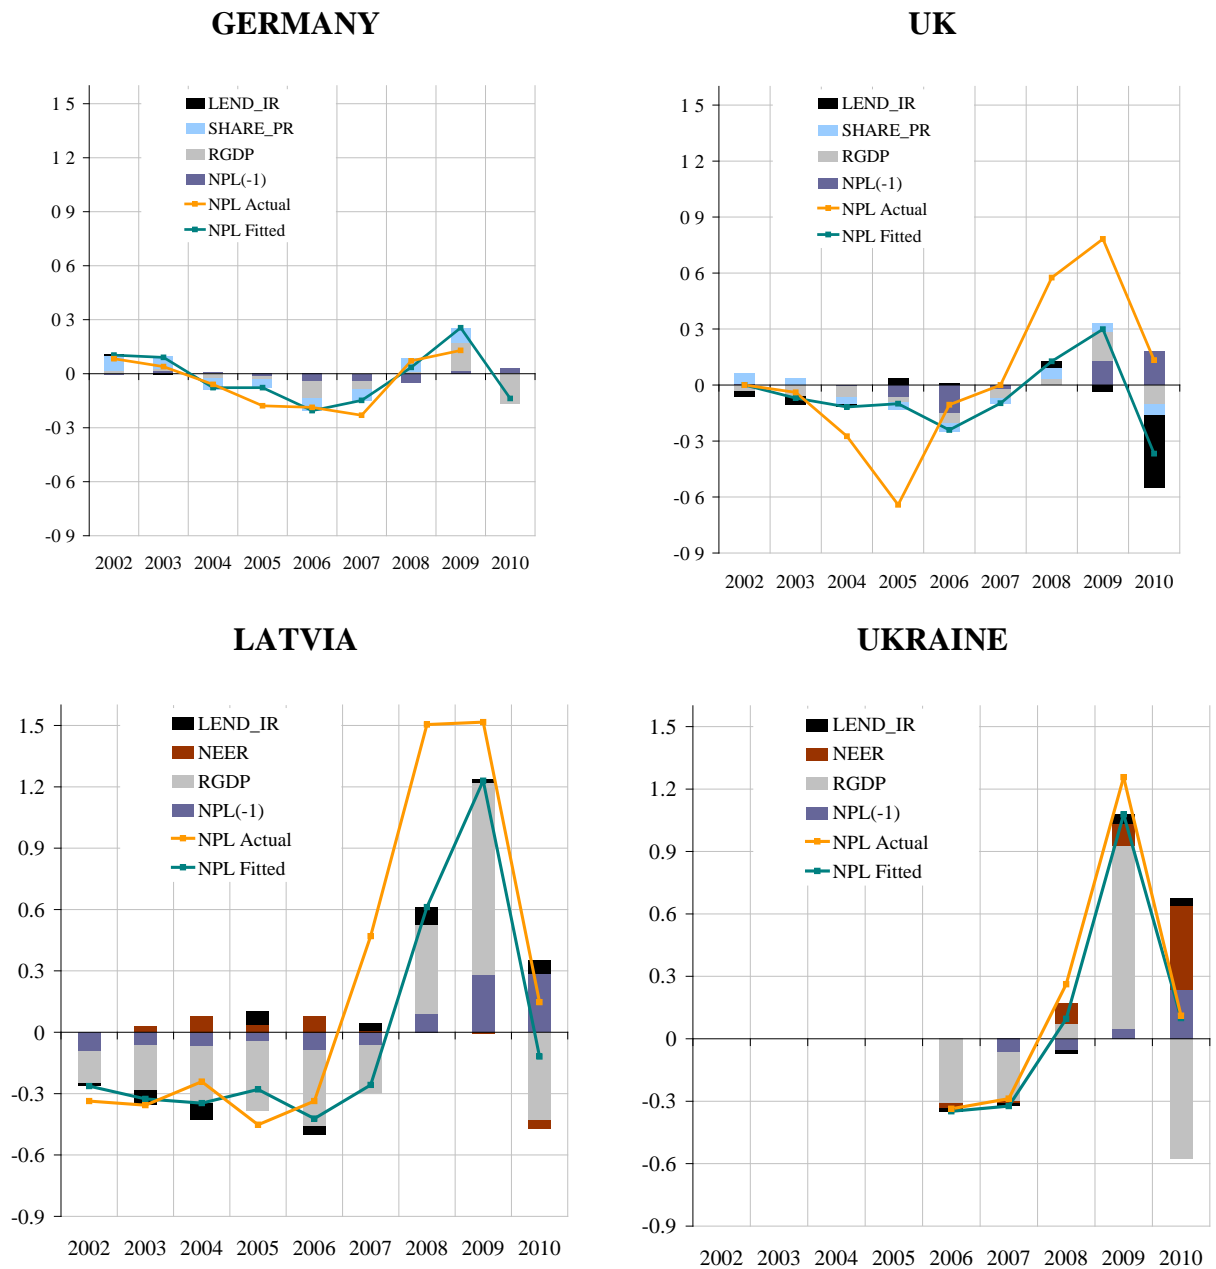 GERMANY
LEND_IR
SHARE_PR
RGDP
NPL(-1)
NPL Actual
NPL Fitted
1 5
1 2
0 9
0 6
0 3
0
-0 3
-0 6
-0 9
2002 2003 2004 2005 2006 2007 2008 2009 2010
UK
LEND_IR
SHARE_PR
RGDP
NPL(-1)
NPL Actual
NPL Fitted
1 5
1 2
0 9
0 6
0 3
0
-0 3
-0 6
-0 9
2002 2003 2004 2005 2006 2007 2008 2009 2010
LATVIA
LEND_IR
NEER
RGDP
NPL(-1)
NPL Actual
NPL Fitted
1.5
1.2
0.9
0.6
0.3
0
-0.3
-0.6
-0.9
2002 2003 2004 2005 2006 2007 2008 2009 2010
UKRAINE
LEND_IR
NEER
RGDP
NPL(-1)
NPL Actual
NPL Fitted
1.5
1.2
0.9
0.6
0.3
0
-0.3
-0.6
-0.9
2002 2003 2004 2005 2006 2007 2008 2009 2010